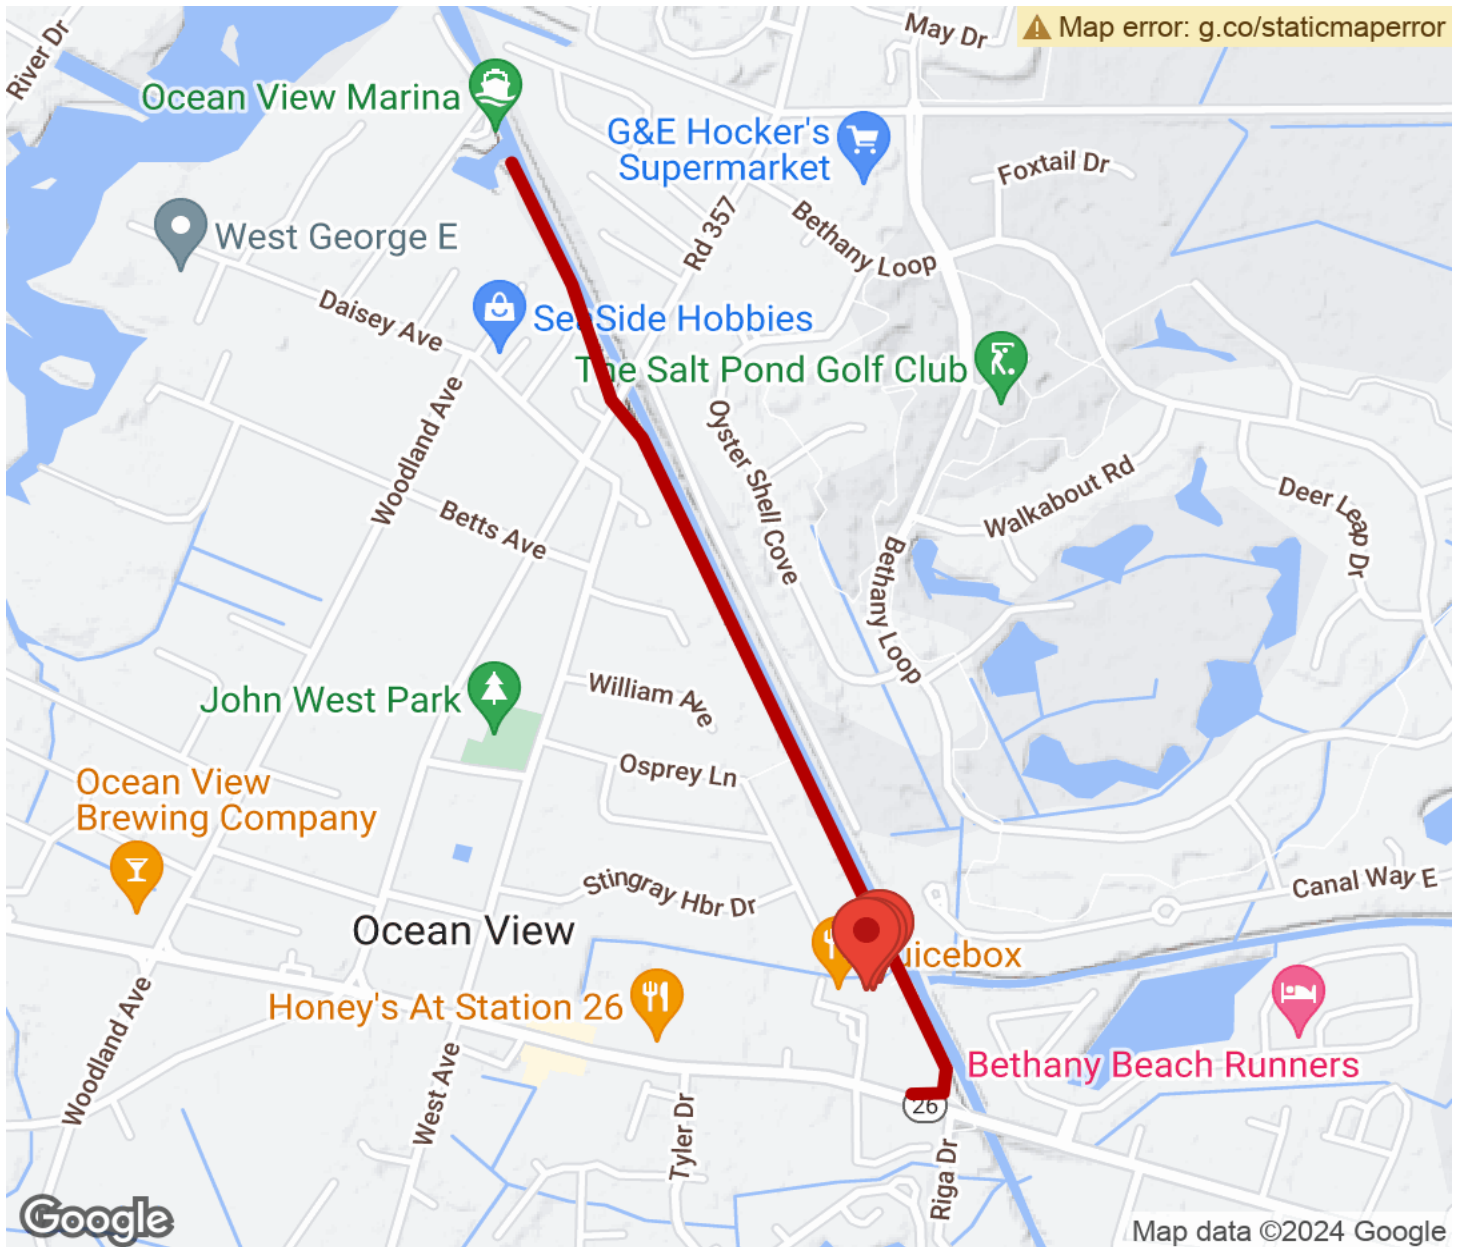 River Dr
May Dr
Map error: g.co/staticmaperror
Ocean View Marina
G&E Hocker's
Supermarket
Foxtail Dr
West George E
Rd 357
Bethany Loop
Daisey Ave
SeaSide Hobbies
The Salt Pond Golf Club
Woodland Ave
Oyster Shell Cove
Walkabout Rd
Deer Leap Dr
Betts Ave
Bethany Loop
William Ave
John West Park
Osprey Ln
Ocean View
Brewing Company
Stingray Hbr Dr
Canal Way E
Ocean View
uicebox
Honey's At Station 26
Woodland Ave
West Ave
Bethany Beach Runners
26
Tyler Dr
Riga Dr
Google
Map data ©2024 Google